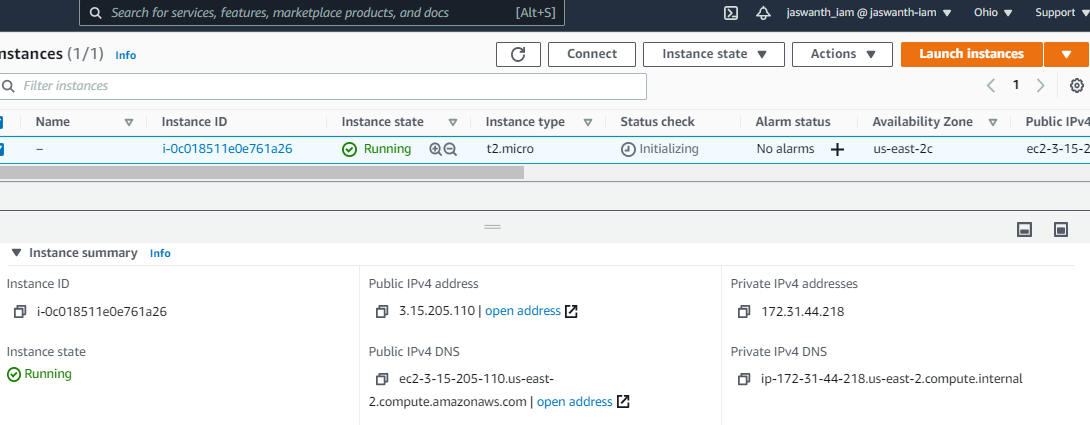 Search for services, features, marketplace products, and docs [Alt+S] jaswanth_iam @ jaswanth-iam Ohio Support
nstances (1/1) Info Connect Instance state Actions Launch instances
Filter instances 1
Name Instance ID Instance state Instance type Status check Alarm status Availability Zone Public IPv4
– i-0c018511e0e761a26 Running t2.micro Initializing No alarms us-east-2c ec2-3-15-2
Instance summary Info
Instance ID Public IPv4 address Private IPv4 addresses
i-0c018511e0e761a26 3.15.205.110 | open address 172.31.44.218
Instance state Public IPv4 DNS Private IPv4 DNS
Running ec2-3-15-205-110.us-east- ip-172-31-44-218.us-east-2.compute.internal
2.compute.amazonaws.com | open address